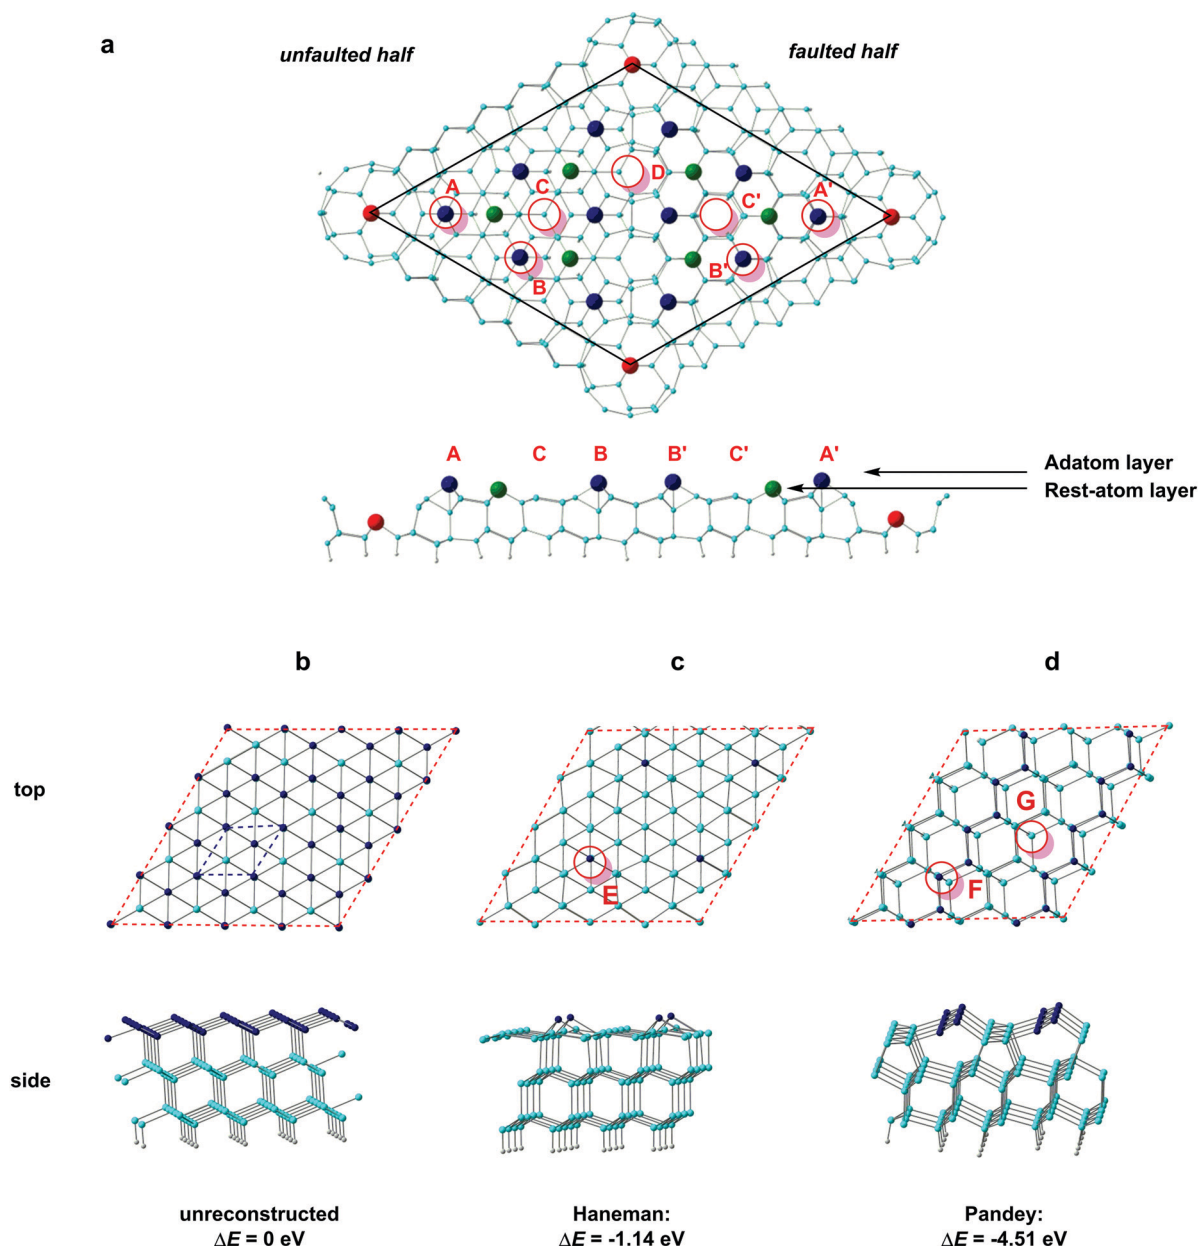 a
unfaulted half
faulted half
A
C
D
C'
A'
B
B'
A
C
B
B'
C'
A'
Adatom layer
Rest-atom layer
b
c
d
top
G
E
F
side
unreconstructed
ΔE = 0 eV
Haneman:
ΔE = -1.14 eV
Pandey:
ΔE = -4.51 eV